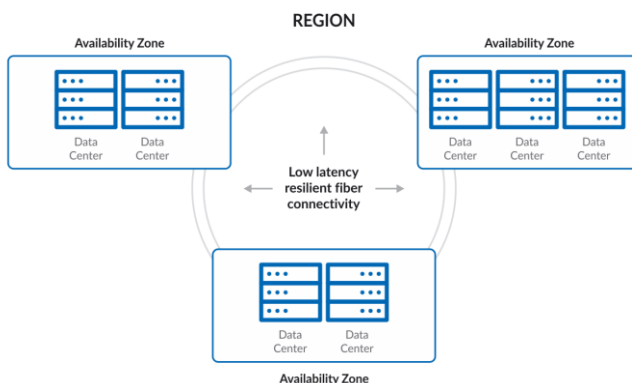 REGION
Availability Zone
Data
Center
Data
Center
Availability Zone
Data
Center
Data
Center
Data
Center
Low latency
resilient fiber
connectivity
Data
Center
Data
Center
Availability Zone